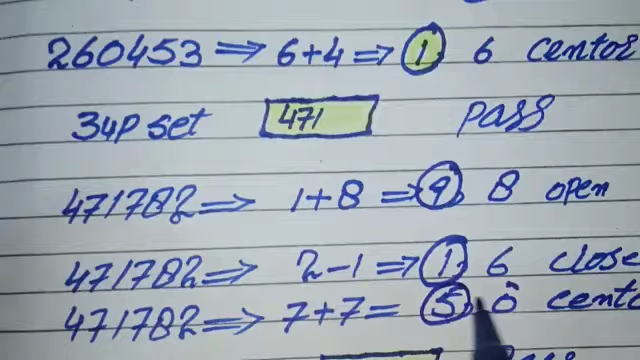 260453 ⇒ 6+4 ⇒ 1 6 centor
34P set 471 pass
471782 ⇒ 1+8 ⇒ 9, 8 open
471782 ⇒ 2-1 ⇒ 1, 6 close
471782 ⇒ 7+7= 5, 0 cent